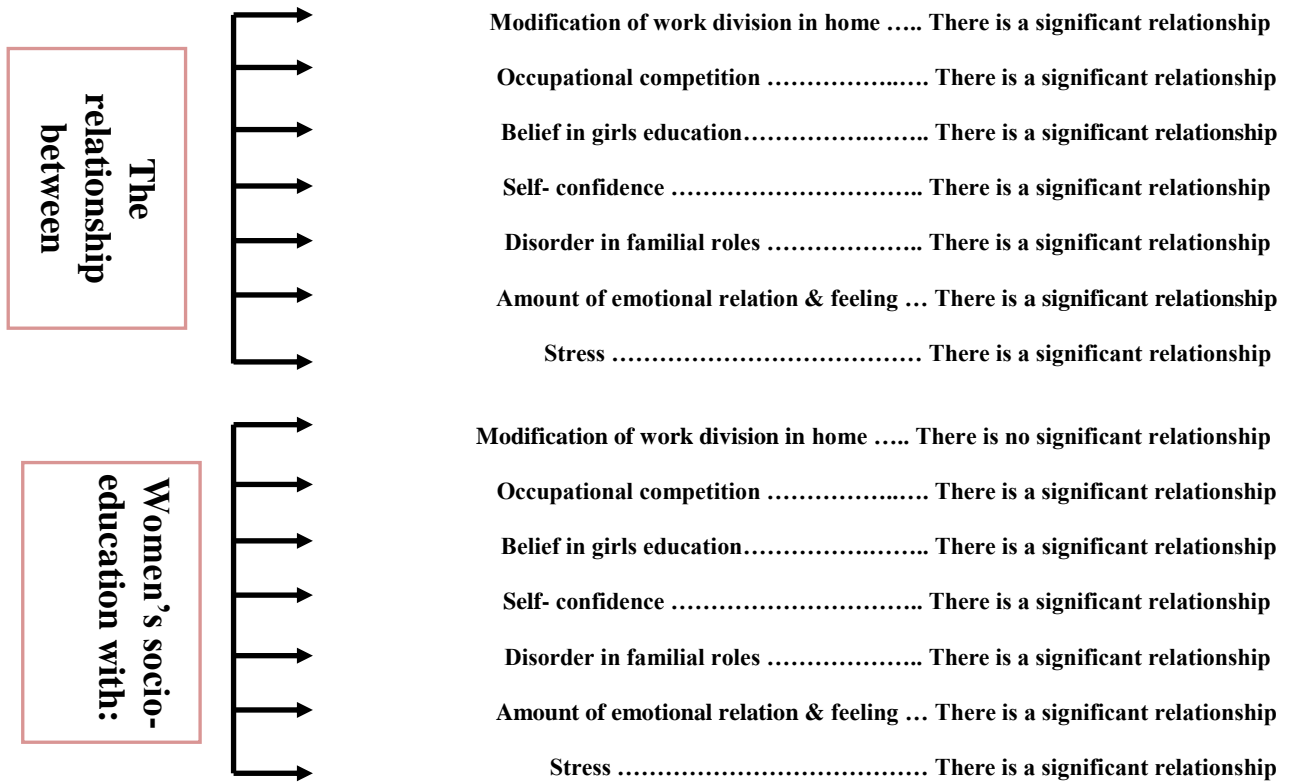 The
relationship
between
Modification of work division in home ….. There is a significant relationship
Occupational competition ……………..…. There is a significant relationship
Belief in girls education……………….…….. There is a significant relationship
Self- confidence …………………………….. There is a significant relationship
Disorder in familial roles ………………….. There is a significant relationship
Amount of emotional relation & feeling … There is a significant relationship
Stress ………………………………………… There is a significant relationship
Women’s socio-
education with:
Modification of work division in home ….. There is no significant relationship
Occupational competition ……………..…. There is a significant relationship
Belief in girls education……………….…….. There is a significant relationship
Self- confidence …………………………….. There is a significant relationship
Disorder in familial roles ………………….. There is a significant relationship
Amount of emotional relation & feeling … There is a significant relationship
Stress ………………………………………… There is a significant relationship